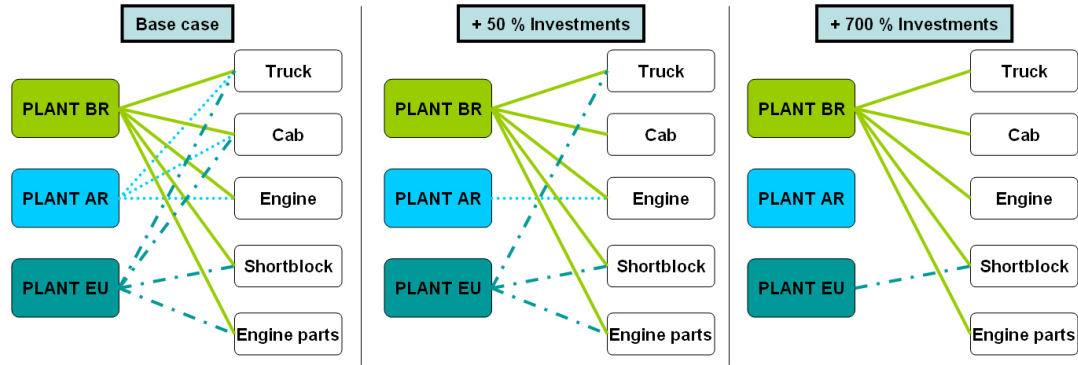 Base case
PLANT BR
PLANT AR
PLANT EU
Truck
Cab
Engine
Shortblock
Engine parts
+ 50 % Investments
PLANT BR
PLANT AR
PLANT EU
Truck
Cab
Engine
Shortblock
Engine parts
+ 700 % Investments
PLANT BR
PLANT AR
PLANT EU
Truck
Cab
Engine
Shortblock
Engine parts